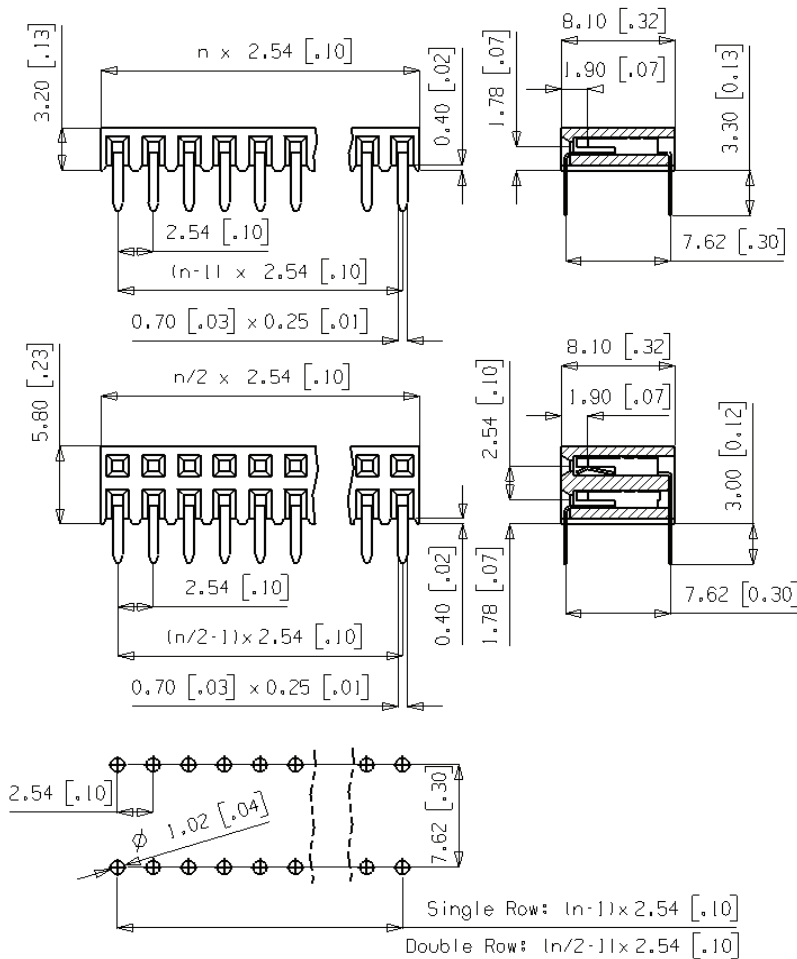 8.10 [.32]
n x 2.54 [.10]
3.20 [.13]
0.40 [.02]
1.78 [.07]
1.90 [.07]
3.30 [0.13]
2.54 [.10]
7.62 [.30]
(n-1) x 2.54 [.10]
0.70 [.03] x 0.25 [.01]
8.10 [.32]
n/2 x 2.54 [.10]
5.80 [.23]
2.54 [.10]
1.90 [.07]
3.00 [0.12]
2.54 [.10]
0.40 [.02]
1.78 [.07]
7.62 [0.30]
(n/2-1) x 2.54 [.10]
0.70 [.03] x 0.25 [.01]
2.54 [.10]
Ø 1.02 [.04]
7.62 [.30]
Single Row: (n-1) x 2.54 [.10]
Double Row: (n/2-1) x 2.54 [.10]